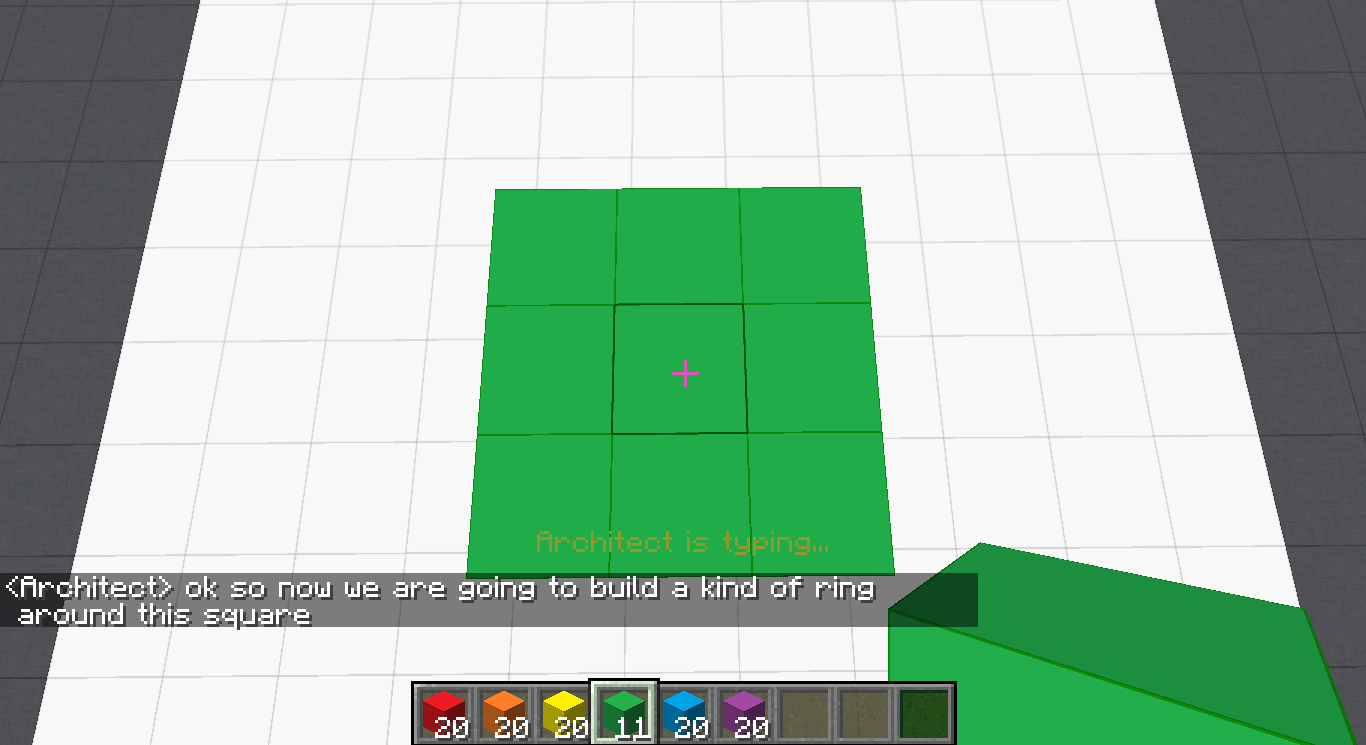 Architect is typing...
<Architect> ok so now we are going to build a kind of ring
around this square
20 20 20 11 20 20